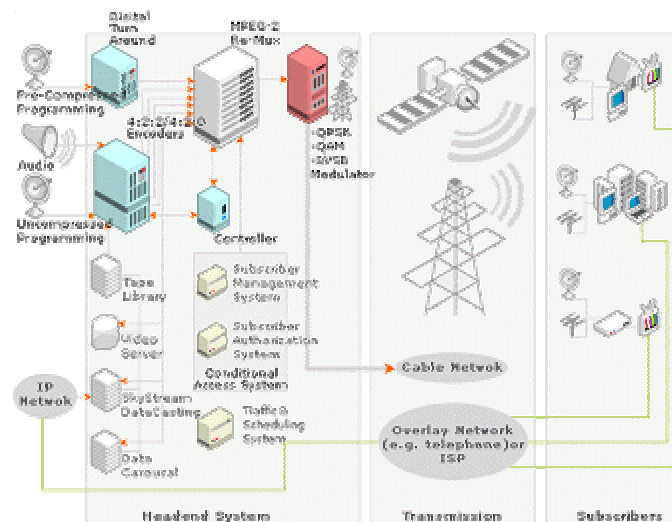 Digital
Turn
Around
MPEG-2
Re-Mux
Pre-Compressed
Programming
4:2:2/4:2:0
Encoders
-QPSK
-QAM
-8VSB
Modulator
Audio
Uncompressed
Programming
Controller
Tape
Library
Subscriber
Management
System
Video
Server
Subscriber
Authorization
System
Conditional
Access System
IP
Network
SkyStream
DataCasting
Traffic &
Scheduling
System
Data
Carousal
Cable Network
Overlay Network
(e.g. telephone)or
ISP
Headend System
Transmission
Subscribers